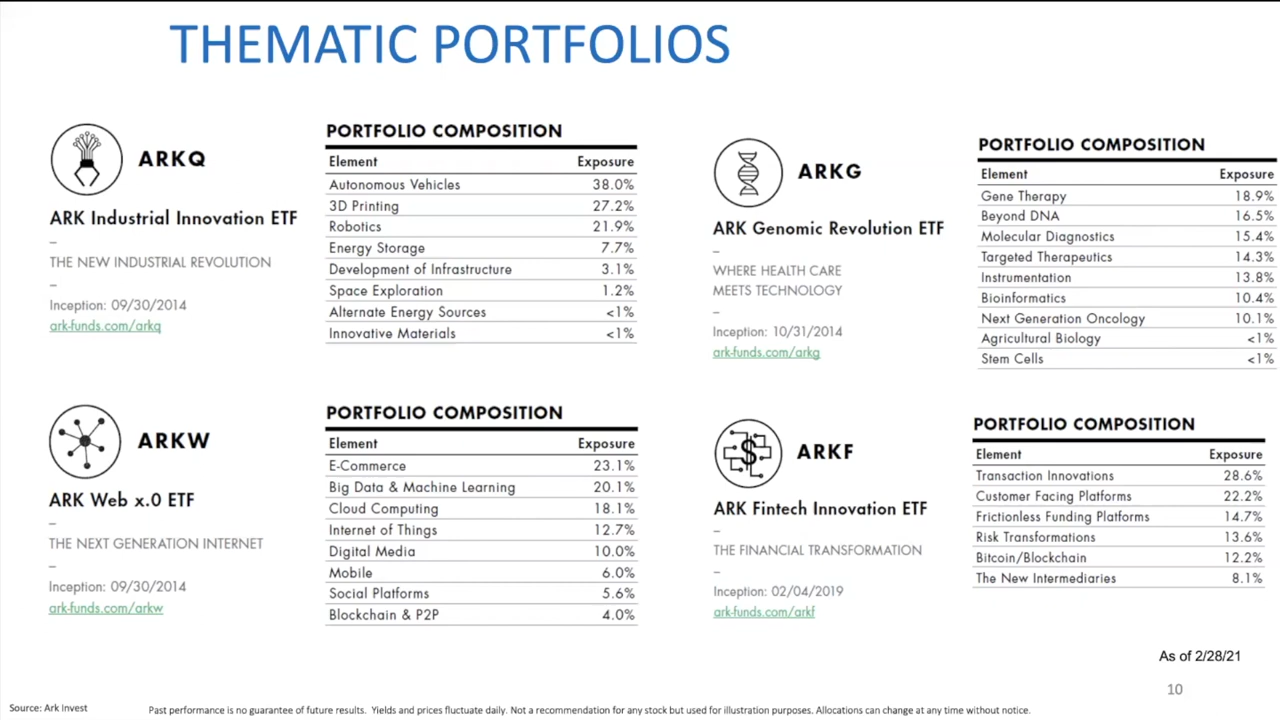 THEMATIC PORTFOLIOS
ARKQ
ARK Industrial Innovation ETF
–
THE NEW INDUSTRIAL REVOLUTION
–
Inception: 09/30/2014
ark-funds.com/arkq
PORTFOLIO COMPOSITION
Element Exposure
Autonomous Vehicles 38.0%
3D Printing 27.2%
Robotics 21.9%
Energy Storage 7.7%
Development of Infrastructure 3.1%
Space Exploration 1.2%
Alternate Energy Sources <1%
Innovative Materials <1%
ARKG
ARK Genomic Revolution ETF
–
WHERE HEALTH CARE
MEETS TECHNOLOGY
–
Inception: 10/31/2014
ark-funds.com/arkg
PORTFOLIO COMPOSITION
Element Exposure
Gene Therapy 18.9%
Beyond DNA 16.5%
Molecular Diagnostics 15.4%
Targeted Therapeutics 14.3%
Instrumentation 13.8%
Bioinformatics 10.4%
Next Generation Oncology 10.1%
Agricultural Biology <1%
Stem Cells <1%
ARKW
ARK Web x.0 ETF
–
THE NEXT GENERATION INTERNET
–
Inception: 09/30/2014
ark-funds.com/arkw
PORTFOLIO COMPOSITION
Element Exposure
E-Commerce 23.1%
Big Data & Machine Learning 20.1%
Cloud Computing 18.1%
Internet of Things 12.7%
Digital Media 10.0%
Mobile 6.0%
Social Platforms 5.6%
Blockchain & P2P 4.0%
$
ARKF
ARK Fintech Innovation ETF
–
THE FINANCIAL TRANSFORMATION
–
Inception: 02/04/2019
ark-funds.com/arkf
PORTFOLIO COMPOSITION
Element Exposure
Transaction Innovations 28.6%
Customer Facing Platforms 22.2%
Frictionless Funding Platforms 14.7%
Risk Transformations 13.6%
Bitcoin/Blockchain 12.2%
The New Intermediaries 8.1%
As of 2/28/21
10
Source: Ark Invest
Past performance is no guarantee of future results. Yields and prices fluctuate daily. Not a recommendation for any stock but used for illustration purposes. Allocations can change at any time without notice.